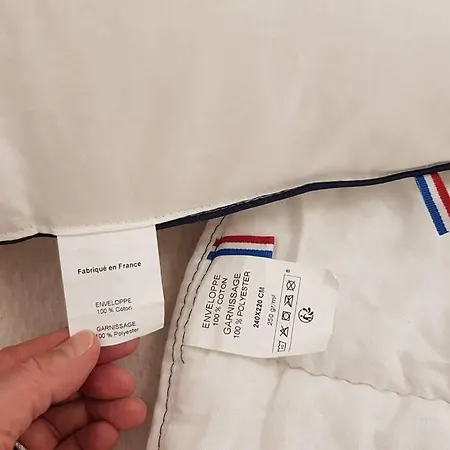 Fabriqué en France
ENVELOPPE
100 % Coton
GARNISSAGE
100 % Polyester
ENVELOPPE
100 % COTON
GARNISSAGE
100 % POLYESTER
240X220 CM
250 gr/m²